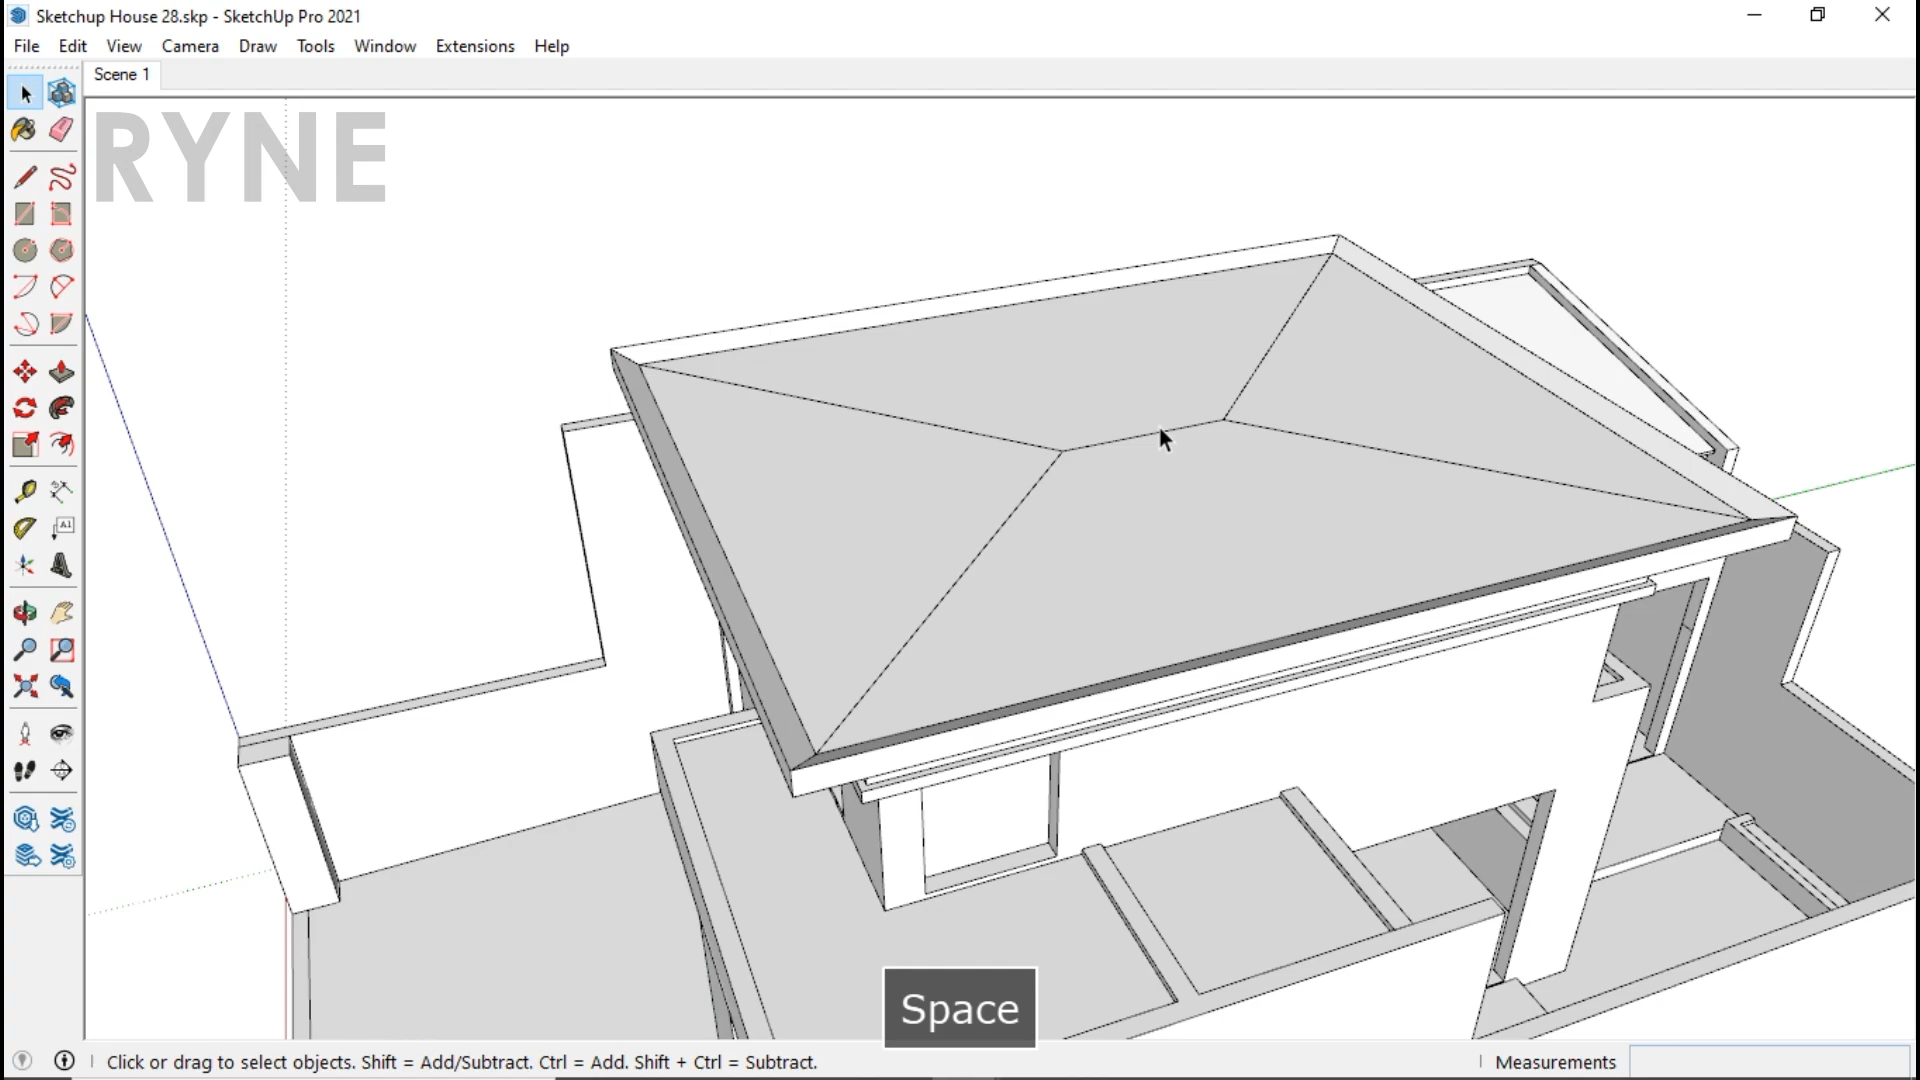 Sketchup House 28.skp - SketchUp Pro 2021
File Edit View Camera Draw Tools Window Extensions Help
Scene 1
RYNE
A1
Space
Click or drag to select objects. Shift = Add/Subtract. Ctrl = Add. Shift + Ctrl = Subtract.
Measurements